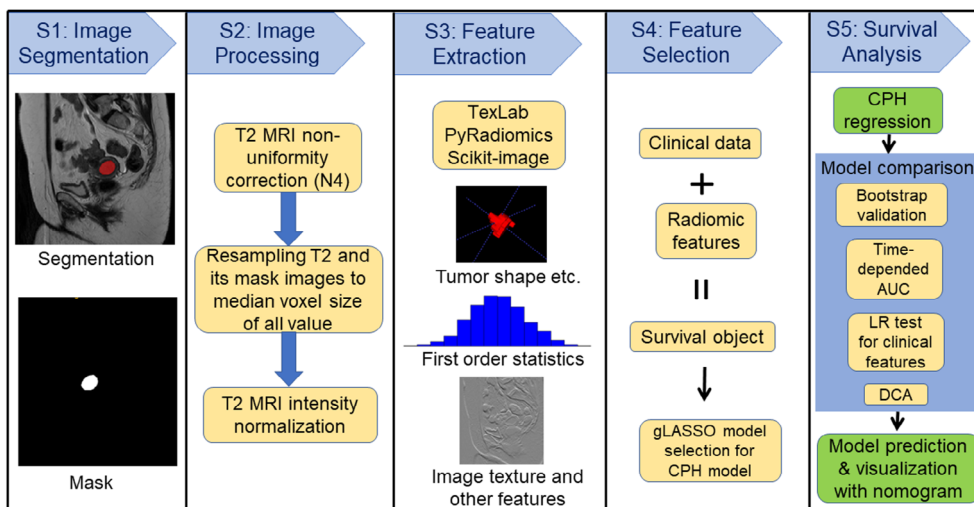 S1: Image
Segmentation
Segmentation
Mask
S2: Image
Processing
T2 MRI non-
uniformity
correction (N4)
Resampling T2 and
its mask images to
median voxel size
of all value
T2 MRI intensity
normalization
S3: Feature
Extraction
TexLab
PyRadiomics
Scikit-image
Tumor shape etc.
First order statistics
Image texture and
other features
S4: Feature
Selection
Clinical data
+
Radiomic
features
=
Survival object
gLASSO model
selection for
CPH model
S5: Survival
Analysis
CPH
regression
Model comparison
Bootstrap
validation
Time-
depended
AUC
LR test
for clinical
features
DCA
Model prediction
& visualization
with nomogram